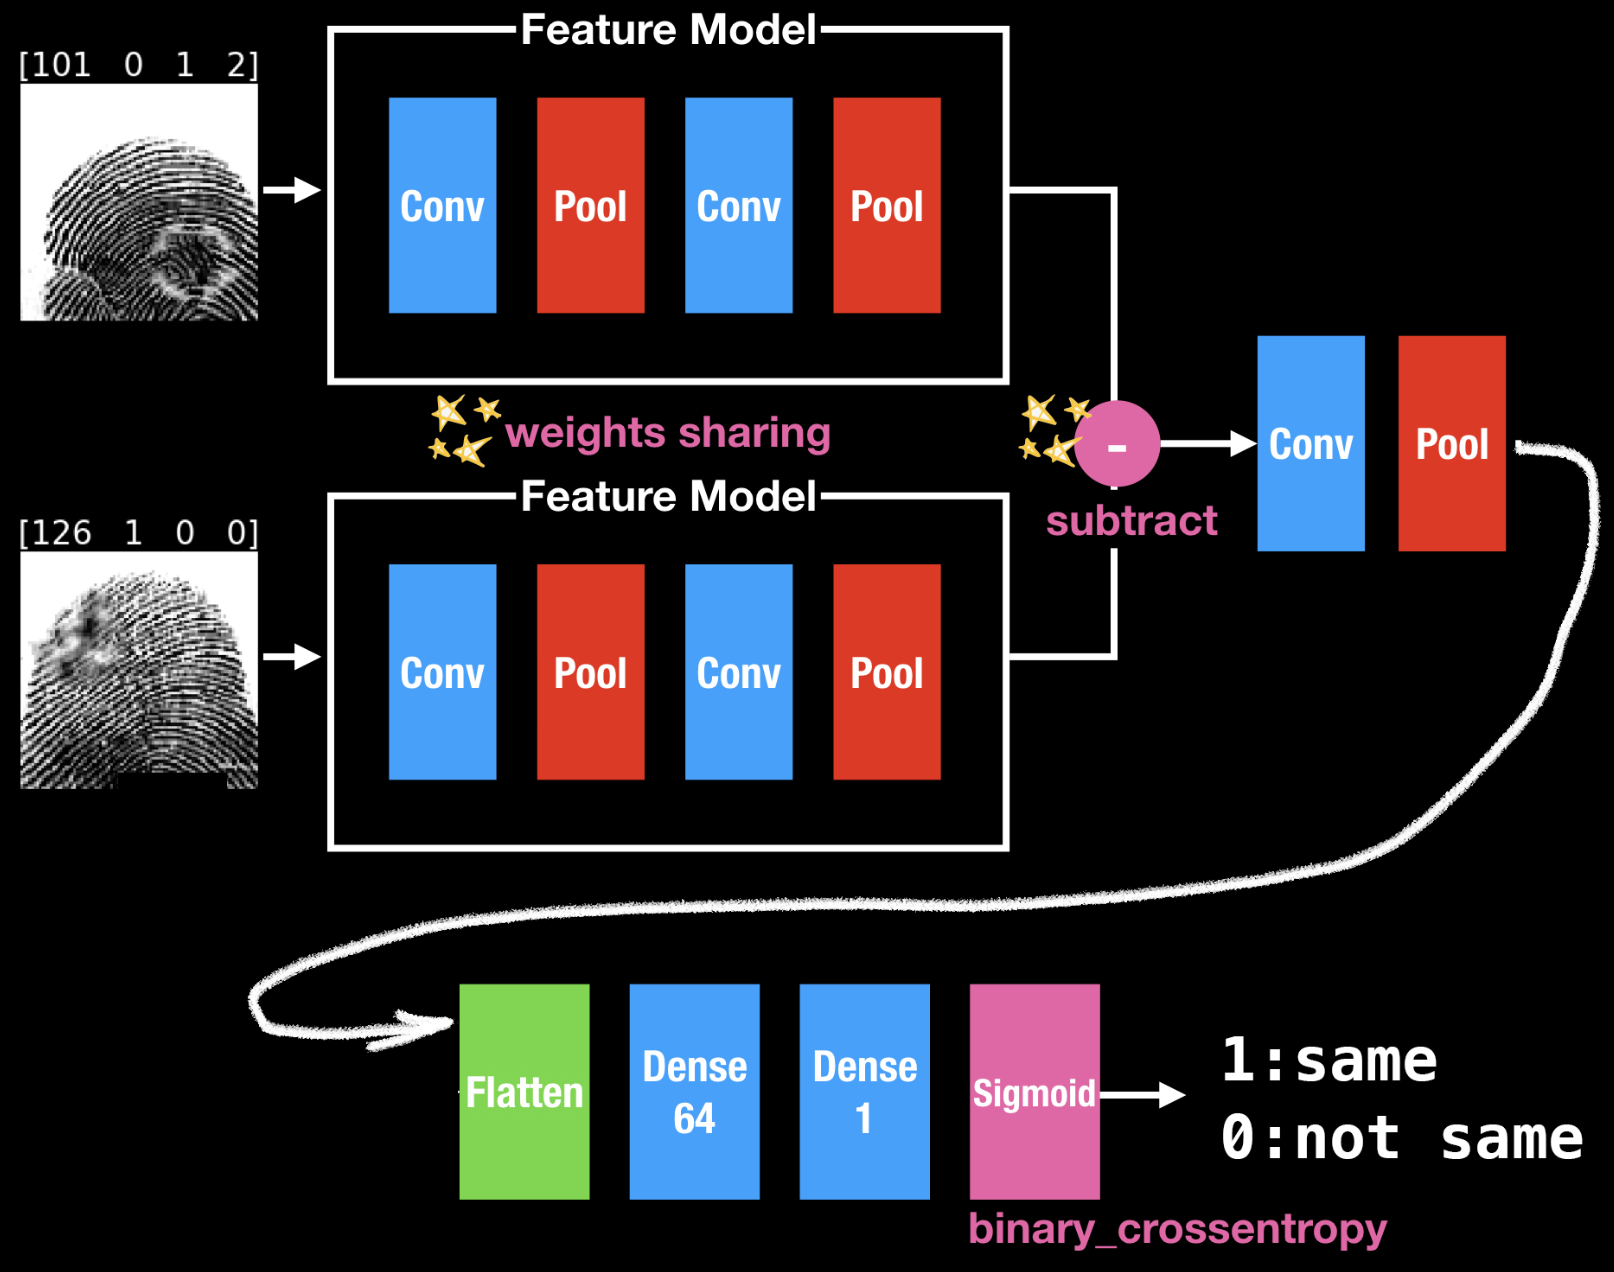 Feature Model
[101 0 1 2]
Conv
Pool
Conv
Pool
weights sharing
Feature Model
[126 1 0 0]
Conv
Pool
Conv
Pool
-
subtract
Conv
Pool
Flatten
Dense
64
Dense
1
Sigmoid
1:same
0:not same
binary_crossentropy